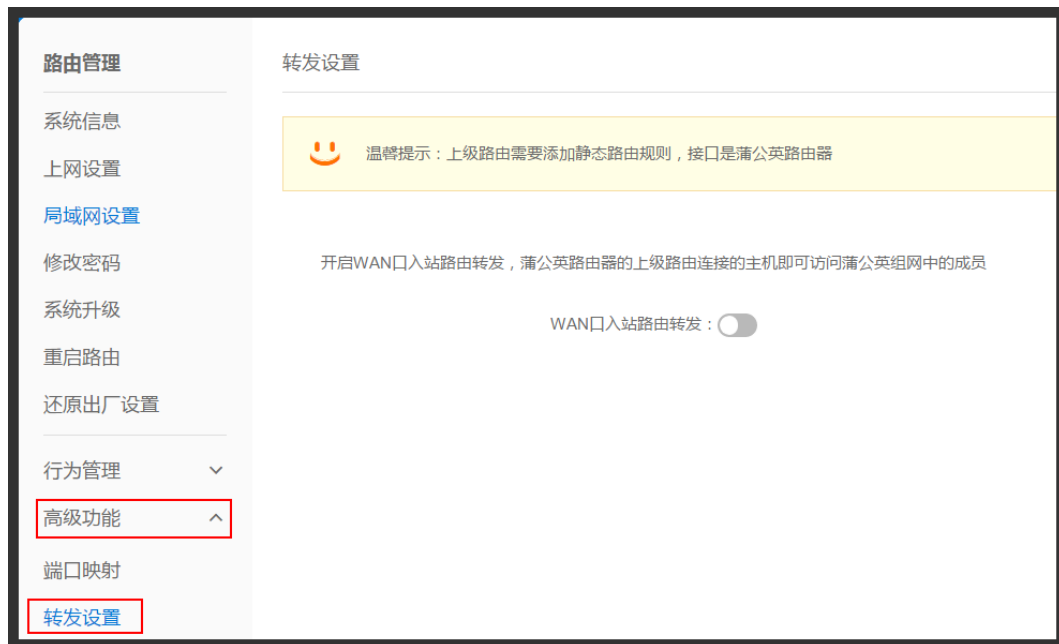 路由管理
系统信息
上网设置
局域网设置
修改密码
系统升级
重启路由
还原出厂设置
行为管理
高级功能
端口映射
转发设置
转发设置
温馨提示：上级路由需要添加静态路由规则，接口是蒲公英路由器
开启WAN口入站路由转发，蒲公英路由器的上级路由连接的主机即可访问蒲公英组网中的成员
WAN口入站路由转发：